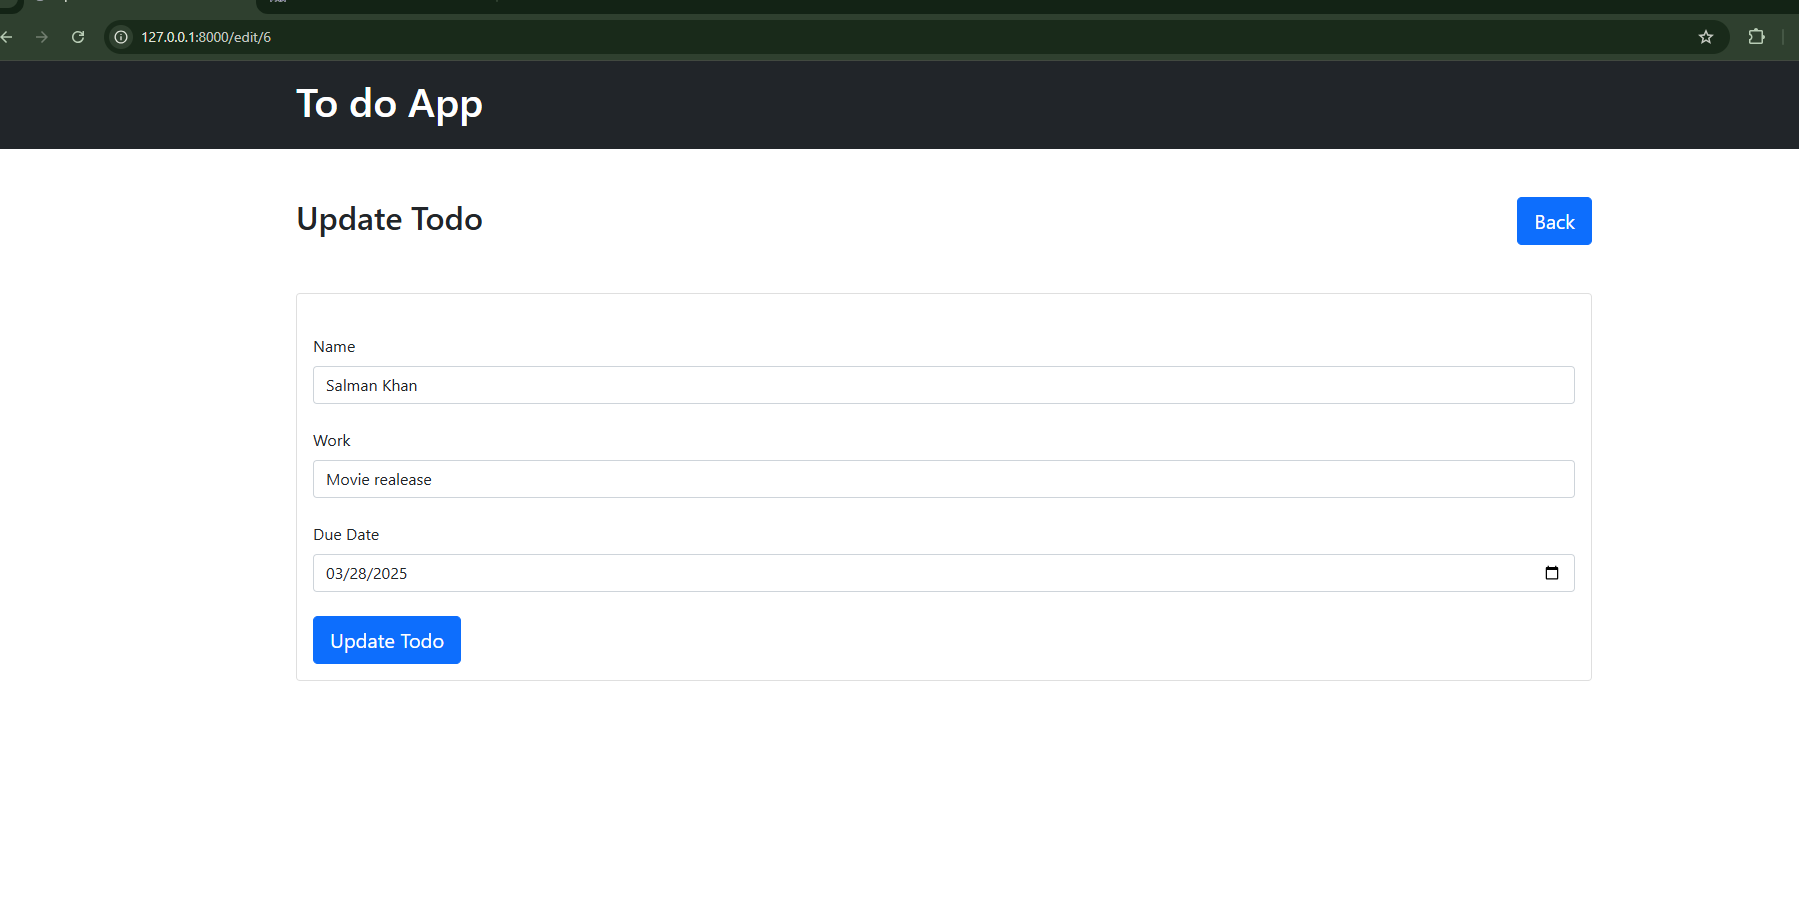 127.0.0.1:8000/edit/6
To do App
Update Todo
Back
Name
Salman Khan
Work
Movie realease
Due Date
03/28/2025
Update Todo